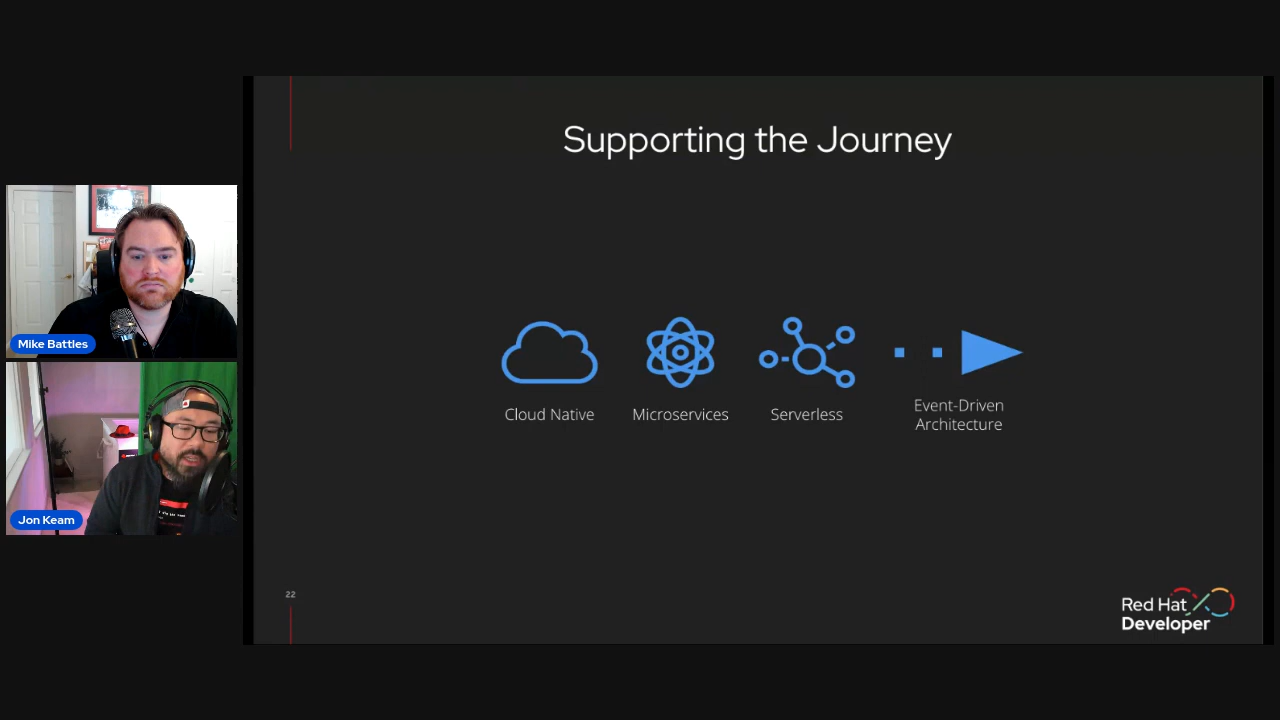 Supporting the Journey
Cloud Native
Microservices
Serverless
Event-Driven
Architecture
Mike Battles
Jon Keam
22
Red Hat
Developer